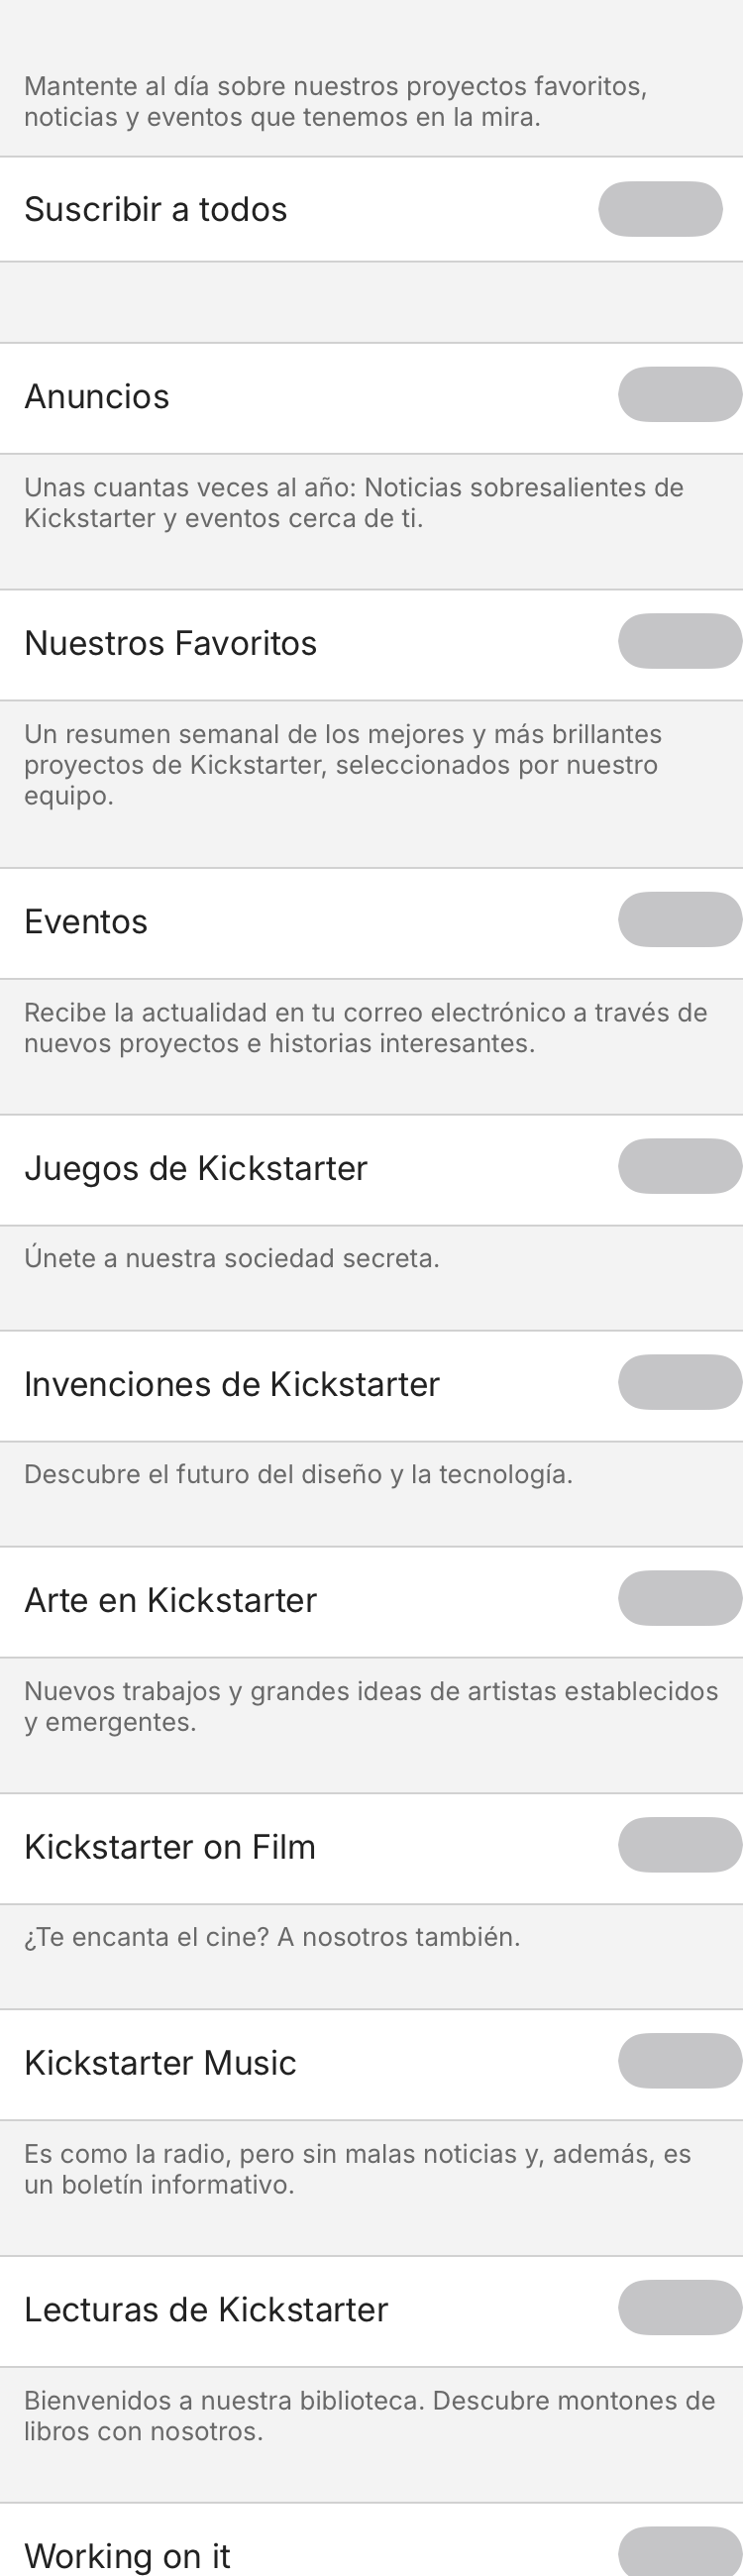 Mantente al día sobre nuestros proyectos favoritos,
noticias y eventos que tenemos en la mira.
Suscribir a todos
Anuncios
Unas cuantas veces al año: Noticias sobresalientes de
Kickstarter y eventos cerca de ti.
Nuestros Favoritos
Un resumen semanal de los mejores y más brillantes
proyectos de Kickstarter, seleccionados por nuestro
equipo.
Eventos
Recibe la actualidad en tu correo electrónico a través de
nuevos proyectos e historias interesantes.
Juegos de Kickstarter
Únete a nuestra sociedad secreta.
Invenciones de Kickstarter
Descubre el futuro del diseño y la tecnología.
Arte en Kickstarter
Nuevos trabajos y grandes ideas de artistas establecidos
y emergentes.
Kickstarter on Film
¿Te encanta el cine? A nosotros también.
Kickstarter Music
Es como la radio, pero sin malas noticias y, además, es
un boletín informativo.
Lecturas de Kickstarter
Bienvenidos a nuestra biblioteca. Descubre montones de
libros con nosotros.
Working on it